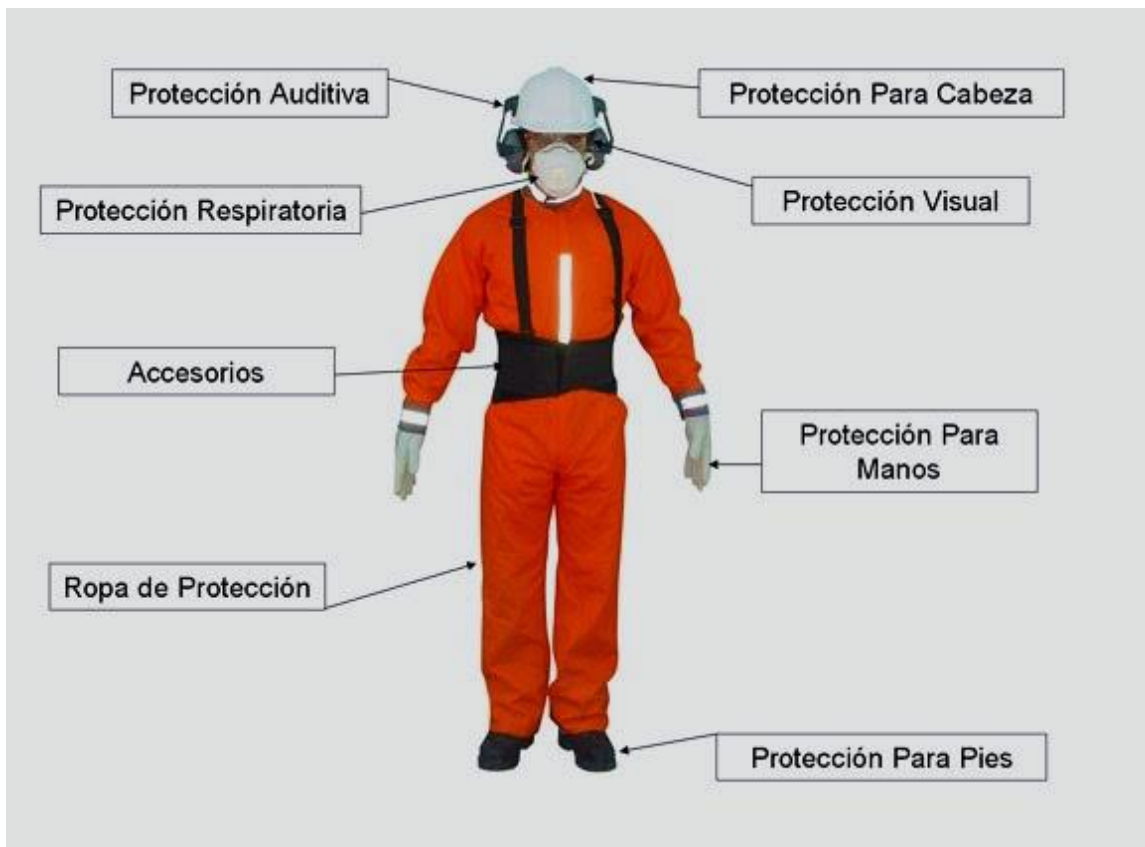 Protección Auditiva
Protección Para Cabeza
Protección Respiratoria
Protección Visual
Accesorios
Protección Para
Manos
Ropa de Protección
Protección Para Pies